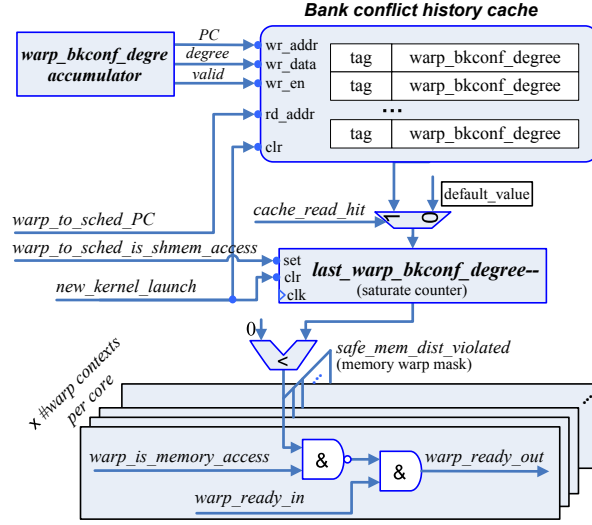 Bank conflict history cache
warp_bkconf_degre
accumulator
PC
degree
valid
wr_addr
wr_data
wr_en
rd_addr
clr
tag
warp_bkconf_degree
tag
warp_bkconf_degree
...
tag
warp_bkconf_degree
default_value
1
0
cache_read_hit
warp_to_sched_PC
warp_to_sched_is_shmem_access
new_kernel_launch
set
clr
clk
last_warp_bkconf_degree--
(saturate counter)
0
<
safe_mem_dist_violated
(memory warp mask)
...
x #warp contexts
per core
...
warp_is_memory_access
&
&
warp_ready_out
warp_ready_in